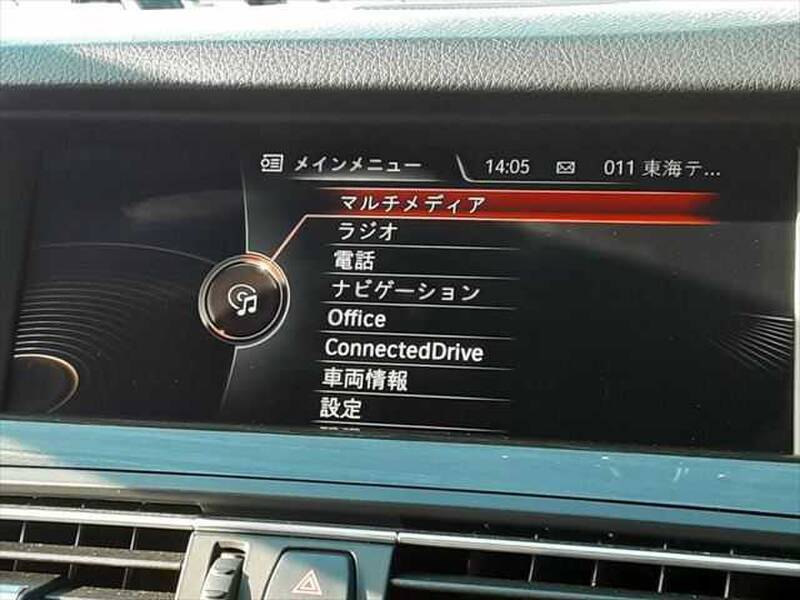 メインメニュー 14:05 011 東海テ...
マルチメディア
ラジオ
電話
ナビゲーション
Office
ConnectedDrive
車両情報
設定